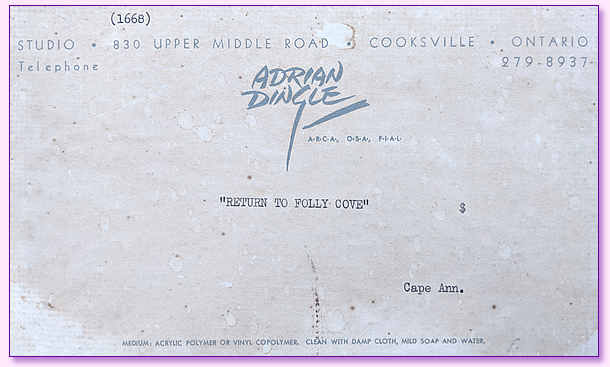 (1668)
STUDIO • 830 UPPER MIDDLE ROAD • COOKSVILLE • ONTARIO
Telephone 279-8937
ADRIAN
DINGLE
A·R·C·A·, O·S·A·, F·I·A·L·
"RETURN TO FOLLY COVE" $
Cape Ann.
MEDIUM: ACRYLIC POLYMER OR VINYL COPOLYMER. CLEAN WITH DAMP CLOTH, MILD SOAP AND WATER.